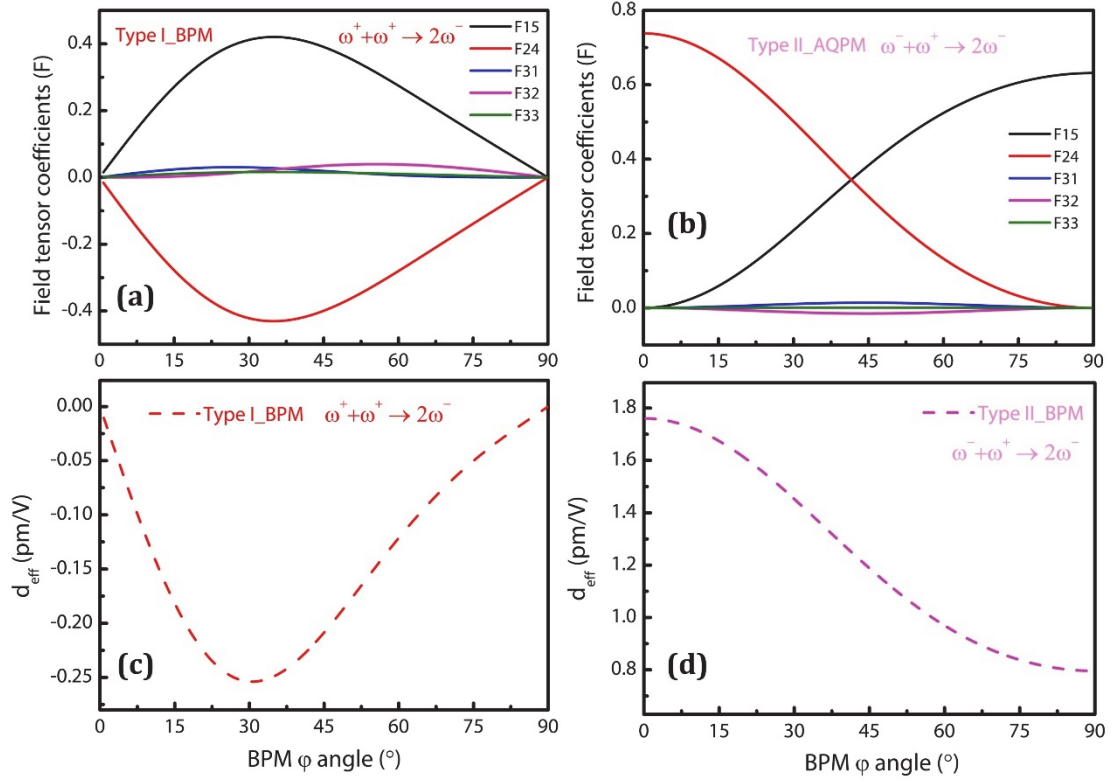 Type I_BPM ω⁺+ω⁺ → 2ω⁻
F15
F24
F31
F32
F33
0.4
0.2
0.0
-0.2
-0.4
Field tensor coefficients (F)
(a)
0 15 30 45 60 75 90
Type II_AQPM ω⁻+ω⁺ → 2ω⁻
F15
F24
F31
F32
F33
0.8
0.6
0.4
0.2
0.0
Field tensor coefficients (F)
(b)
0 15 30 45 60 75 90
Type I_BPM ω⁺+ω⁺ → 2ω⁻
0.00
-0.05
-0.10
-0.15
-0.20
-0.25
d_eff (pm/V)
(c)
0 15 30 45 60 75 90
BPM φ angle (°)
Type II_BPM
ω⁻+ω⁺ → 2ω⁻
1.8
1.6
1.4
1.2
1.0
0.8
d_eff (pm/V)
(d)
0 15 30 45 60 75 90
BPM φ angle (°)